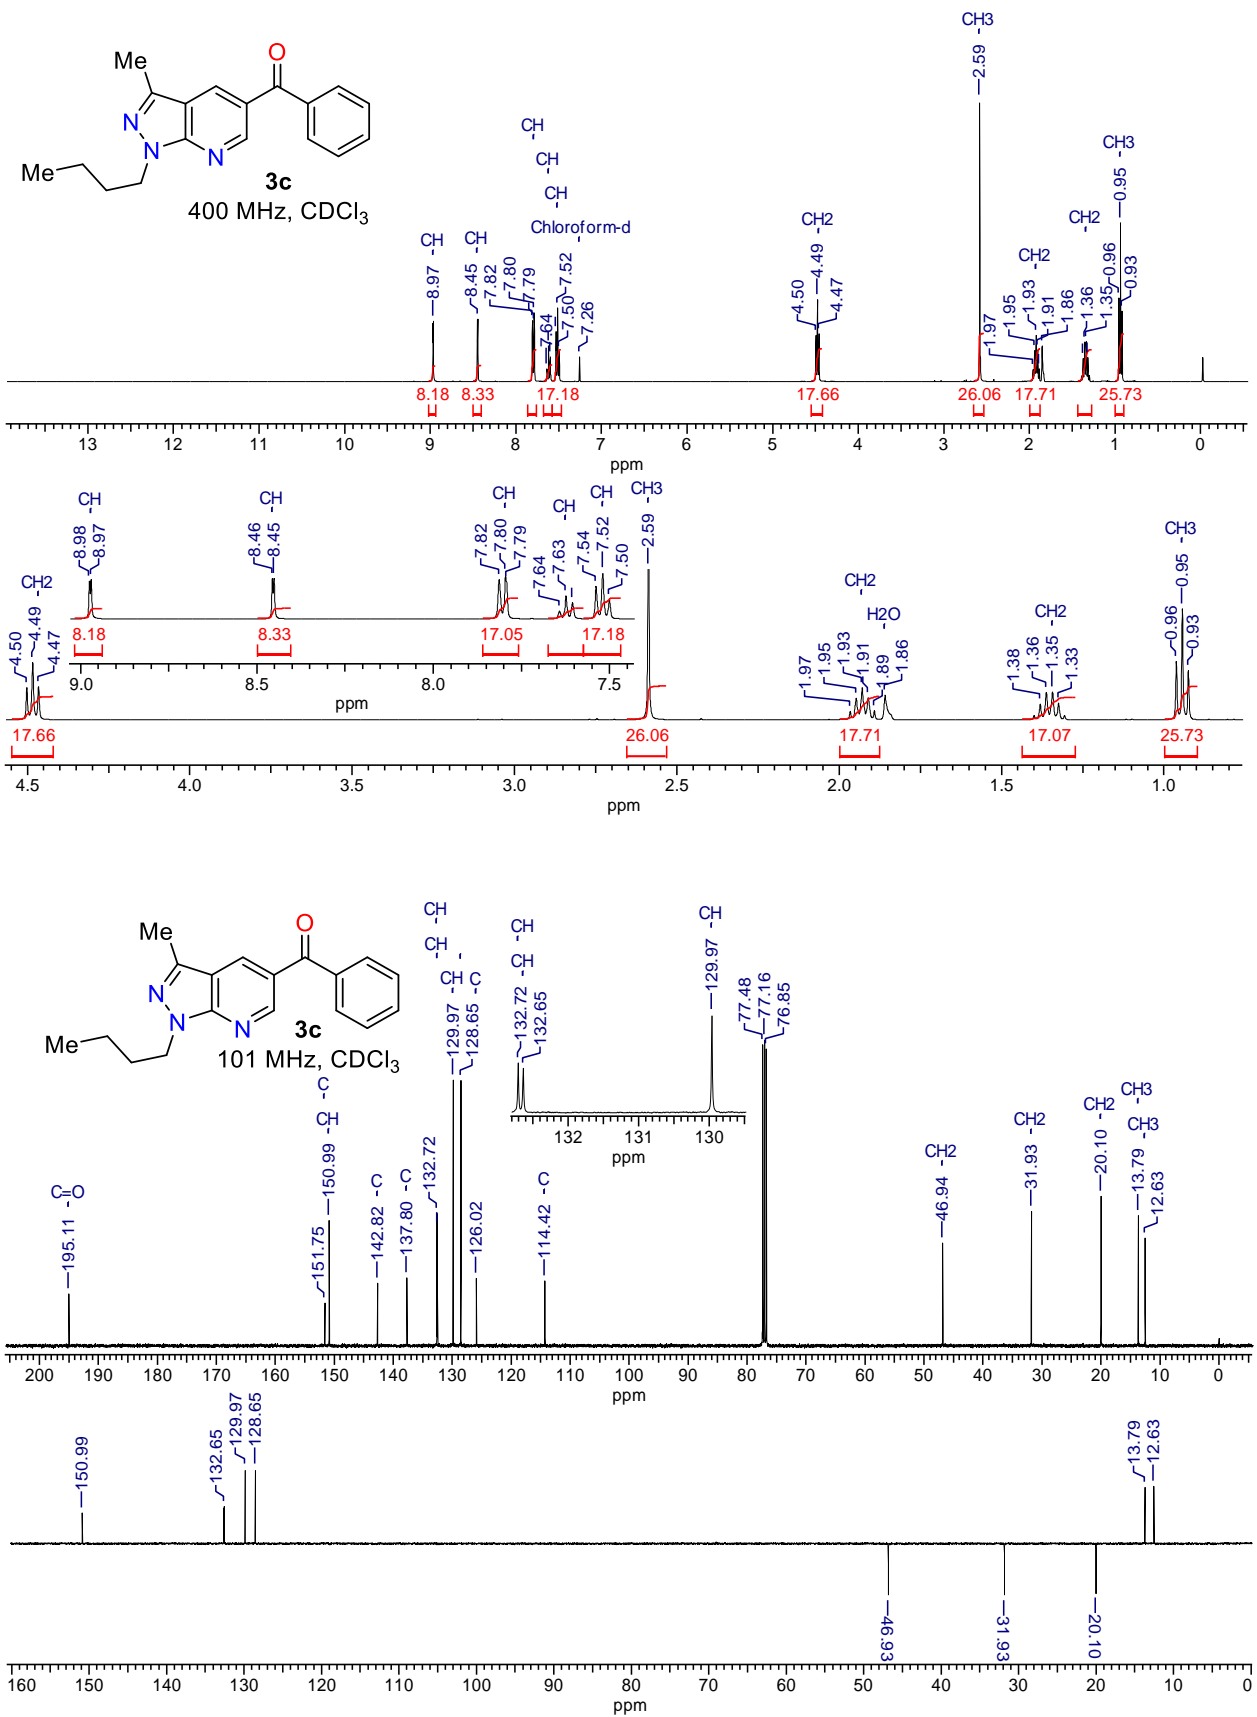 CH3
2.59
Me
O
N
N
N
Me
3c
400 MHz, CDCl3
CH
CH
CH
Chloroform-d
CH
8.97
CH
8.45
7.82
7.80
7.79
7.64
7.52
7.50
7.26
CH2
4.50
4.49
4.47
CH2
1.97
1.95
1.93
1.91
1.86
CH2
1.36
1.35
CH3
0.96
0.95
0.93
8.18 8.33 17.18 17.66 26.06 17.71 25.73
13 12 11 10 9 8 7 6 5 4 3 2 1 0
ppm
CH
8.98
8.97
CH
8.46
8.45
CH
7.82
7.80
7.79
CH
7.64
7.63
CH
7.54
7.52
7.50
CH3
2.59
CH2
4.50
4.49
4.47
CH2
1.97
1.95
1.93
1.91
1.89
H2O
1.86
CH2
1.38
1.36
1.35
1.33
CH3
0.96
0.95
0.93
8.18 8.33 17.05 17.18
9.0 8.5 8.0 7.5
ppm
17.66 26.06 17.71 17.07 25.73
4.5 4.0 3.5 3.0 2.5 2.0 1.5 1.0
ppm
Me
O
N
N
N
Me
3c
101 MHz, CDCl3
C=O
195.11
C
CH
151.75
150.99
C
142.82
C
137.80
CH
CH
132.72
CH
129.97
C
128.65
126.02
C
114.42
CH
CH
132.72
132.65
CH
129.97
132 131 130
ppm
77.48
77.16
76.85
CH2
46.94
CH2
31.93
CH2
20.10
CH3
CH3
13.79
12.63
200 190 180 170 160 150 140 130 120 110 100 90 80 70 60 50 40 30 20 10 0
ppm
150.99
132.65
129.97
128.65
13.79
12.63
46.93
31.93
20.10
160 150 140 130 120 110 100 90 80 70 60 50 40 30 20 10 0
ppm